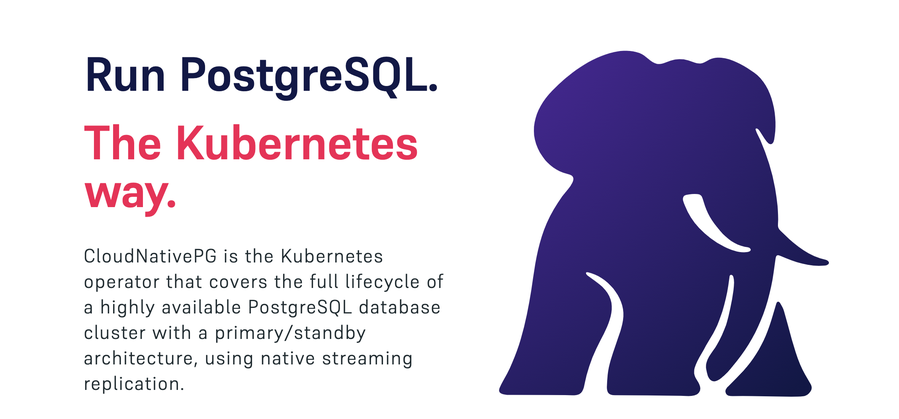 Run PostgreSQL.
The Kubernetes
way.
CloudNativePG is the Kubernetes
operator that covers the full lifecycle of
a highly available PostgreSQL database
cluster with a primary/standby
architecture, using native streaming
replication.